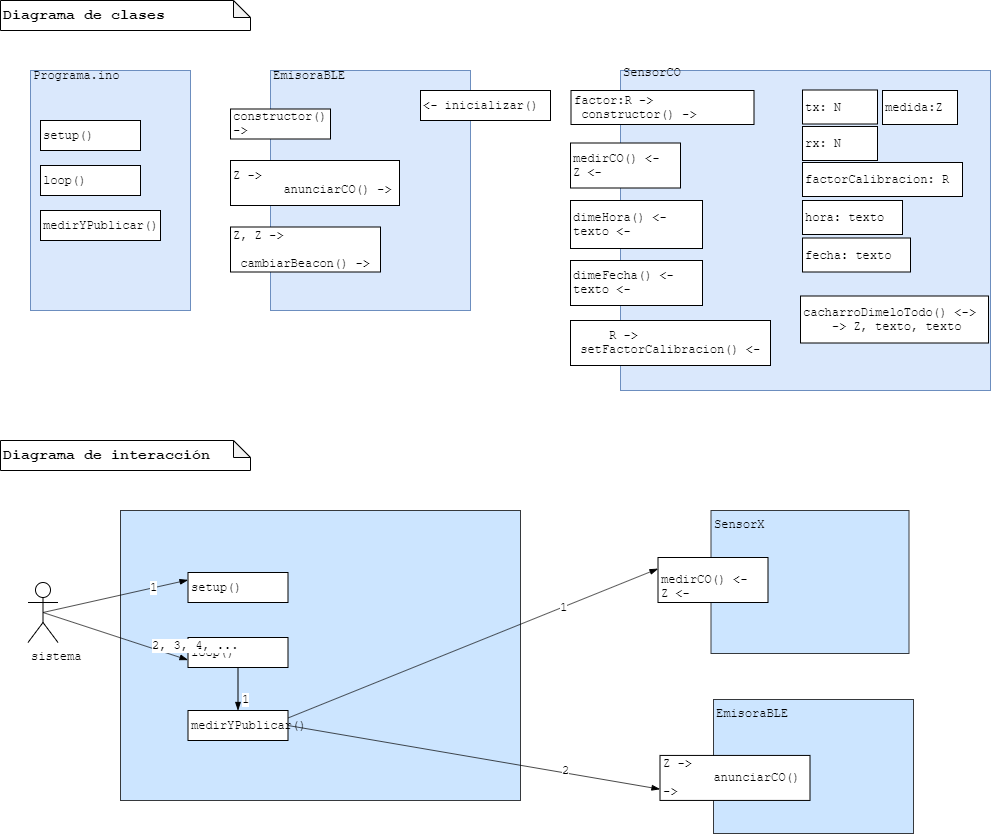 Diagrama de clases
Programa.ino
setup()
loop()
medirYPublicar()
EmisoraBLE
<- inicializar()
constructor()
->
Z ->
anunciarCO() ->
Z, Z ->
cambiarBeacon() ->
SensorCO
factor:R ->
constructor() ->
medirCO() <-
Z <-
dimeHora() <-
texto <-
dimeFecha() <-
texto <-
R ->
setFactorCalibracion() <-
tx: N
medida:Z
rx: N
factorCalibracion: R
hora: texto
fecha: texto
cacharroDimeloTodo() <->
-> Z, texto, texto
Diagrama de interacción
sistema
1
setup()
2, 3, 4, ...
loop()
1
medirYPublicar()
1
2
SensorX
medirCO() <-
Z <-
EmisoraBLE
Z ->
anunciarCO()
->